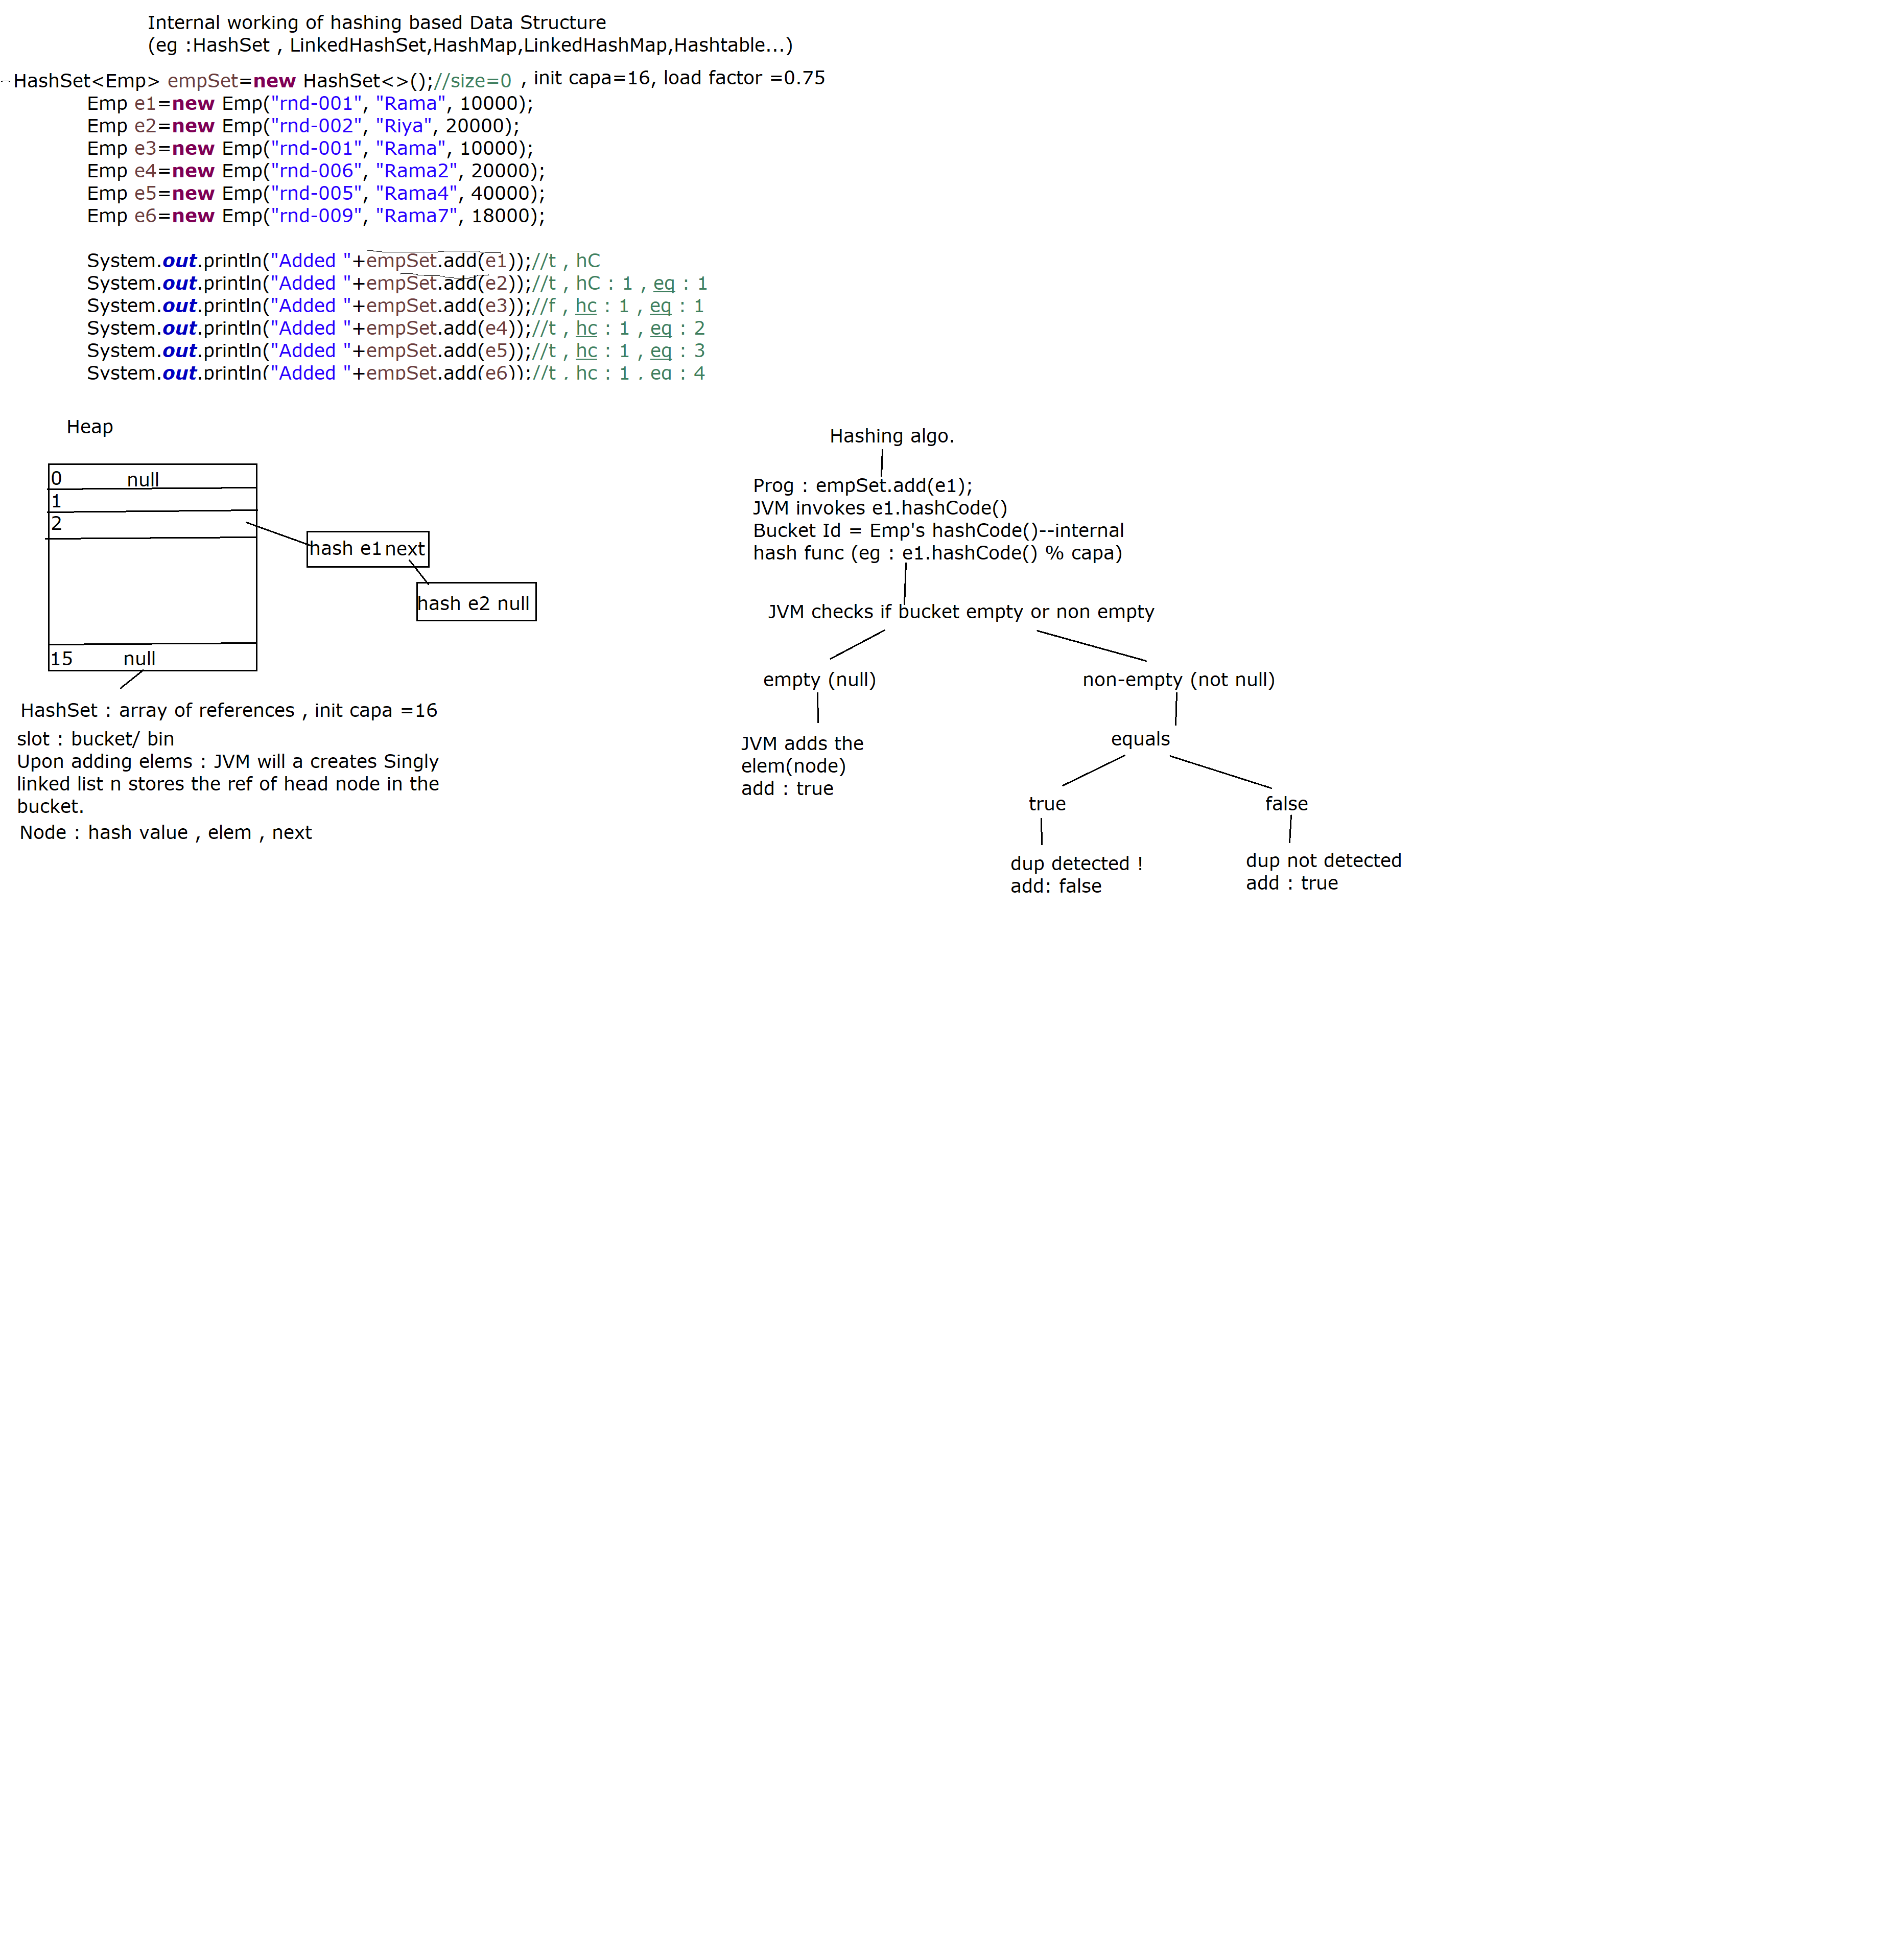 Internal working of hashing based Data Structure
(eg :HashSet , LinkedHashSet,HashMap,LinkedHashMap,Hashtable...)
HashSet<Emp> empSet=new HashSet<>();//size=0 , init capa=16, load factor =0.75
Emp e1=new Emp("rnd-001", "Rama", 10000);
Emp e2=new Emp("rnd-002", "Riya", 20000);
Emp e3=new Emp("rnd-001", "Rama", 10000);
Emp e4=new Emp("rnd-006", "Rama2", 20000);
Emp e5=new Emp("rnd-005", "Rama4", 40000);
Emp e6=new Emp("rnd-009", "Rama7", 18000);
System.out.println("Added "+empSet.add(e1));//t , hC
System.out.println("Added "+empSet.add(e2));//t , hC : 1 , eq : 1
System.out.println("Added "+empSet.add(e3));//f , hc : 1 , eq : 1
System.out.println("Added "+empSet.add(e4));//t , hc : 1 , eq : 2
System.out.println("Added "+empSet.add(e5));//t , hc : 1 , eq : 3
System.out.println("Added "+empSet.add(e6));//t , hc : 1 , eq : 4
Heap
0 null
1
2
hash e1 next
hash e2 null
15 null
HashSet : array of references , init capa =16
slot : bucket/ bin
Upon adding elems : JVM will a creates Singly
linked list n stores the ref of head node in the
bucket.
Node : hash value , elem , next
Hashing algo.
Prog : empSet.add(e1);
JVM invokes e1.hashCode()
Bucket Id = Emp's hashCode()--internal
hash func (eg : e1.hashCode() % capa)
JVM checks if bucket empty or non empty
empty (null)
non-empty (not null)
JVM adds the
elem(node)
add : true
equals
true
false
dup detected !
add: false
dup not detected
add : true